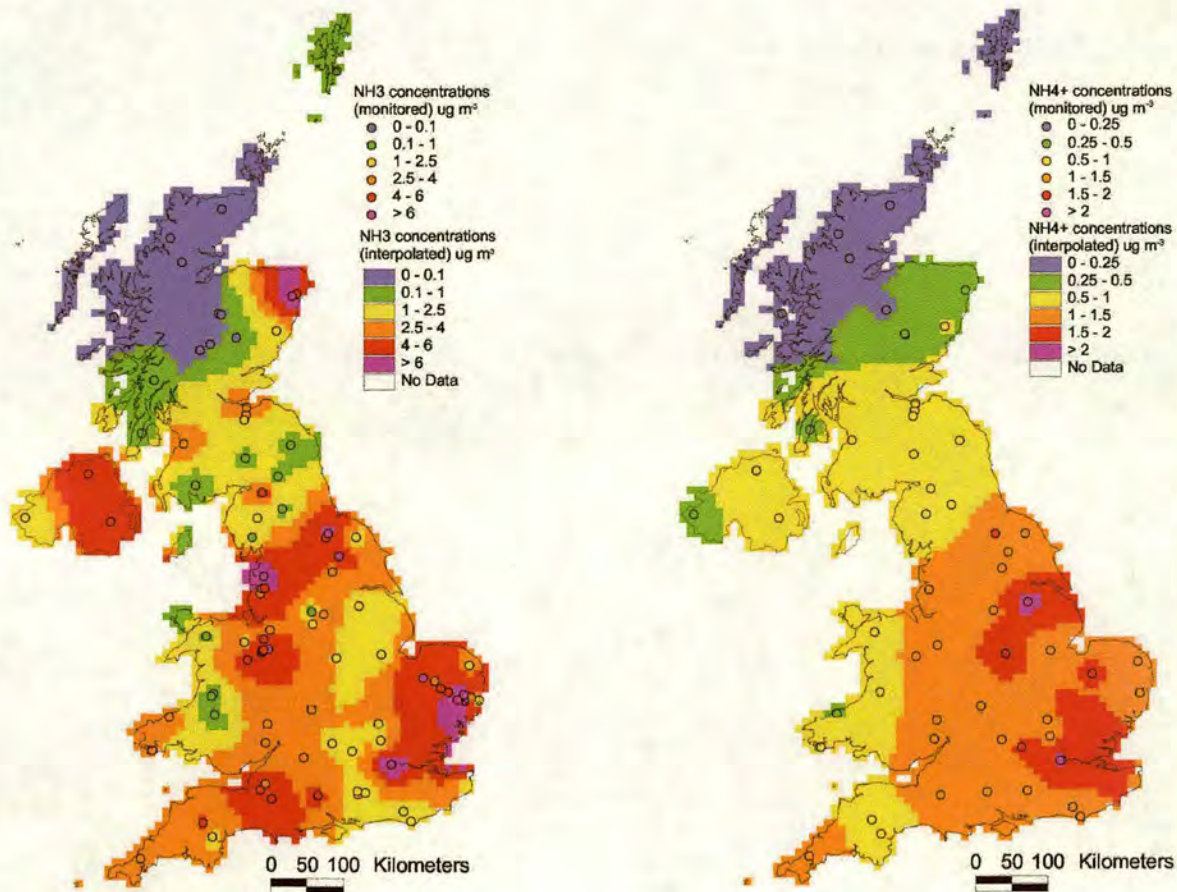 NH3 concentrations
(monitored) ug m⁻³
0 - 0.1
0.1 - 1
1 - 2.5
2.5 - 4
4 - 6
> 6
NH3 concentrations
(interpolated) ug m⁻³
0 - 0.1
0.1 - 1
1 - 2.5
2.5 - 4
4 - 6
> 6
No Data
0 50 100 Kilometers
NH4+ concentrations
(monitored) ug m⁻³
0 - 0.25
0.25 - 0.5
0.5 - 1
1 - 1.5
1.5 - 2
> 2
NH4+ concentrations
(interpolated) ug m⁻³
0 - 0.25
0.25 - 0.5
0.5 - 1
1 - 1.5
1.5 - 2
> 2
No Data
0 50 100 Kilometers